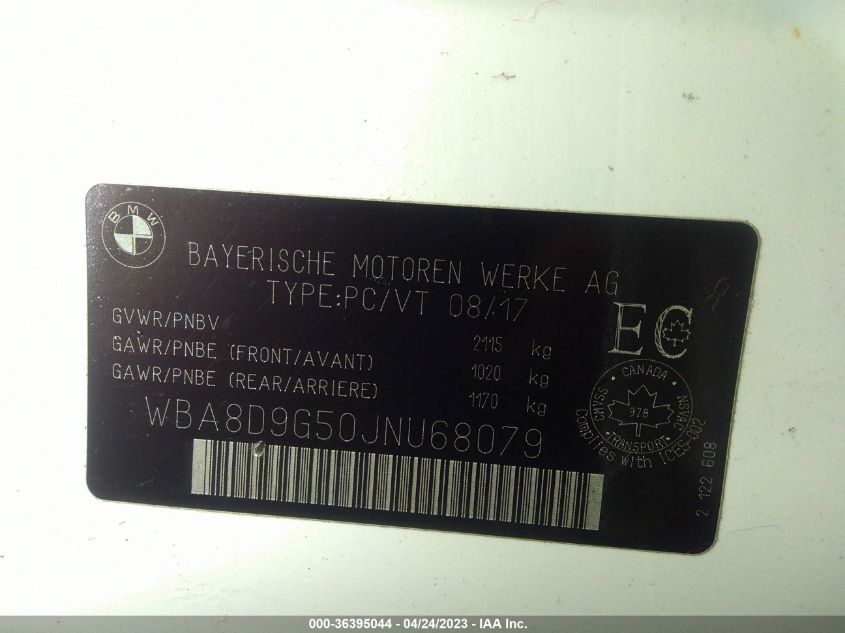 BMW
BAYERISCHE MOTOREN WERKE AG
TYPE:PC/VT 08/17
GVWR/PNBV 2115 kg
GAWR/PNBE (FRONT/AVANT) 1020 kg
GAWR/PNBE (REAR/ARRIERE) 1170 kg
WBA8D9G50JNU68079
EC
CANADA
CMVSS
NSVAC
978
TRANSPORT
Complies with ICES-002
2 122 608
000-36395044 - 04/24/2023 - IAA Inc.